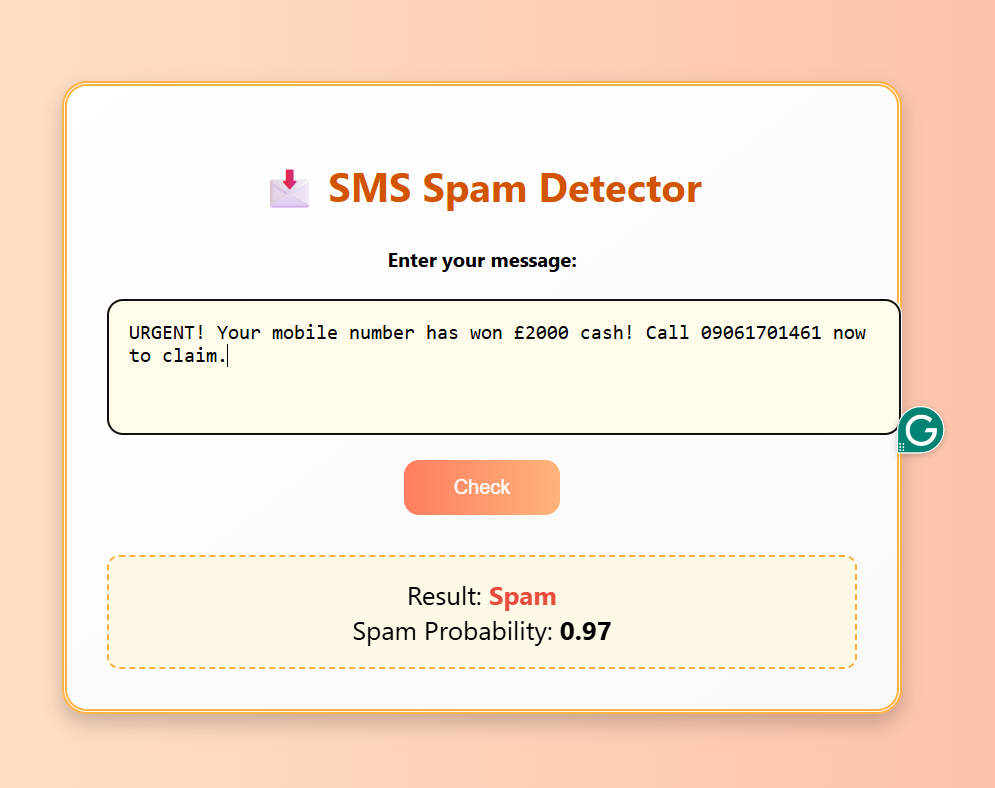 SMS Spam Detector
Enter your message:
URGENT! Your mobile number has won £2000 cash! Call 09061701461 now
to claim.
G
Check
Result: Spam
Spam Probability: 0.97